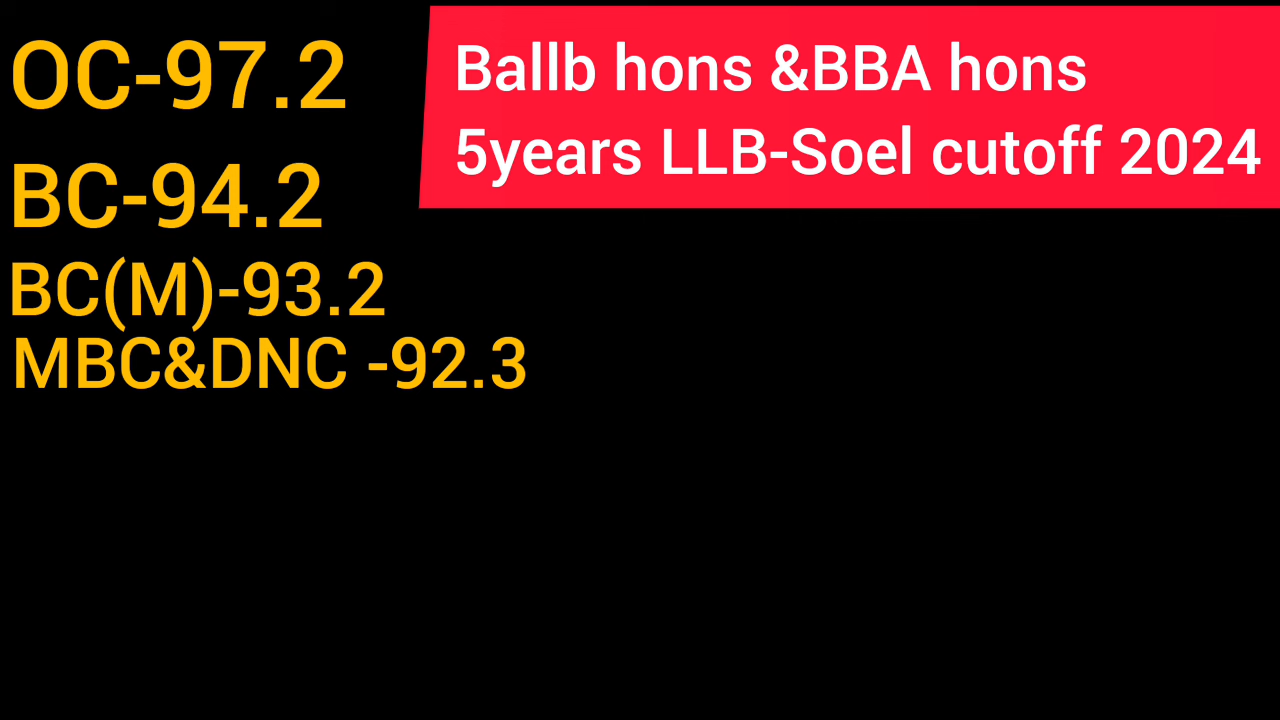 OC-97.2
BC-94.2
BC(M)-93.2
MBC&DNC -92.3
Ballb hons &BBA hons
5years LLB-Soel cutoff 2024